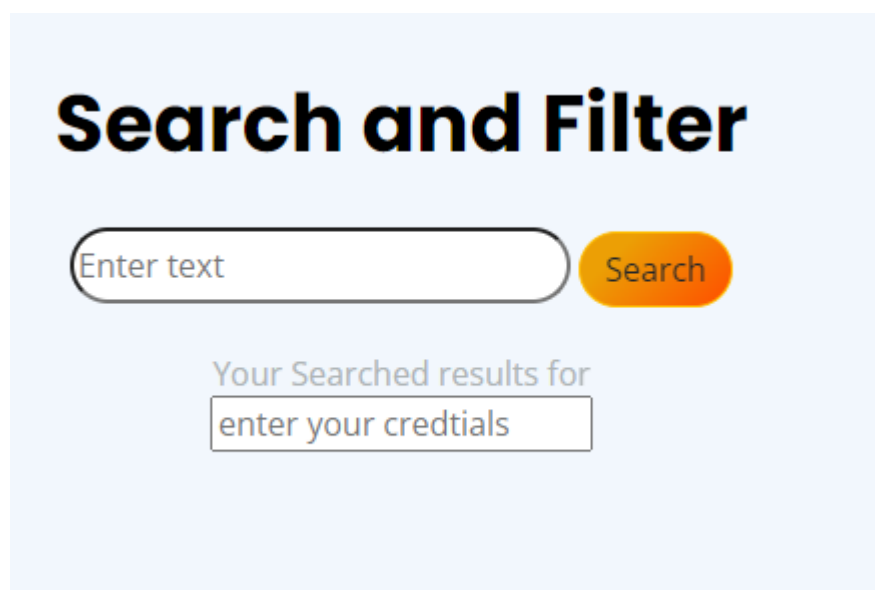 Search and Filter
Enter text
Search
Your Searched results for
enter your credtials